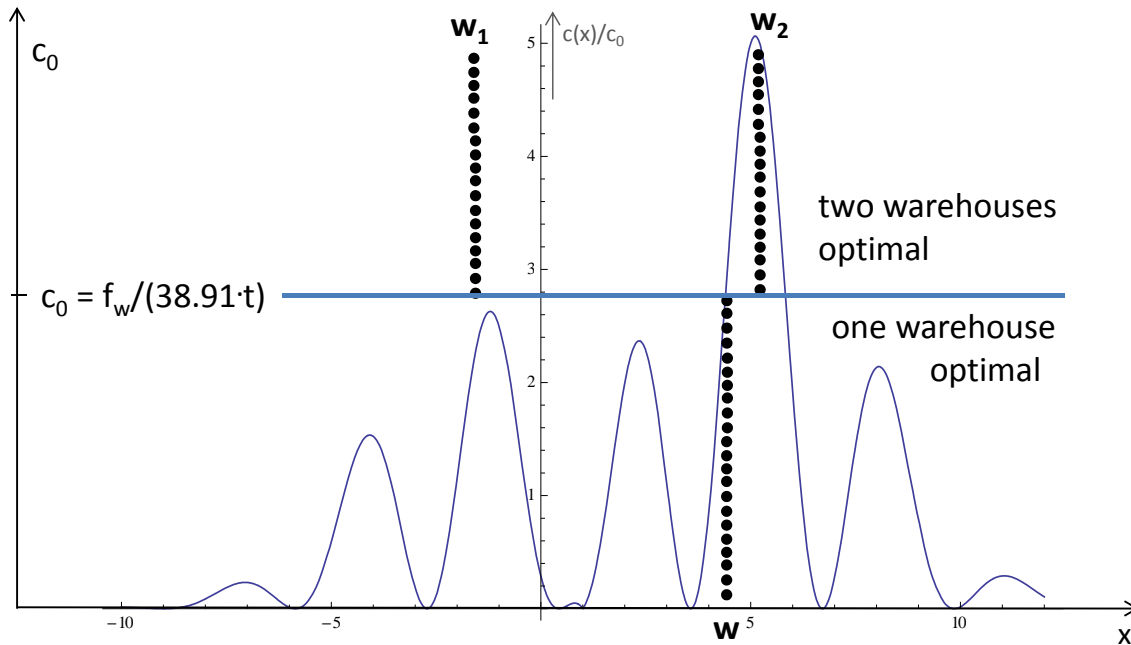 w₁
c(x)/c₀
w₂
c₀
5
4
two warehouses
optimal
3
c₀ = f_w/(38.91·t)
one warehouse
optimal
2
1
−10
−5
w
5
10
x